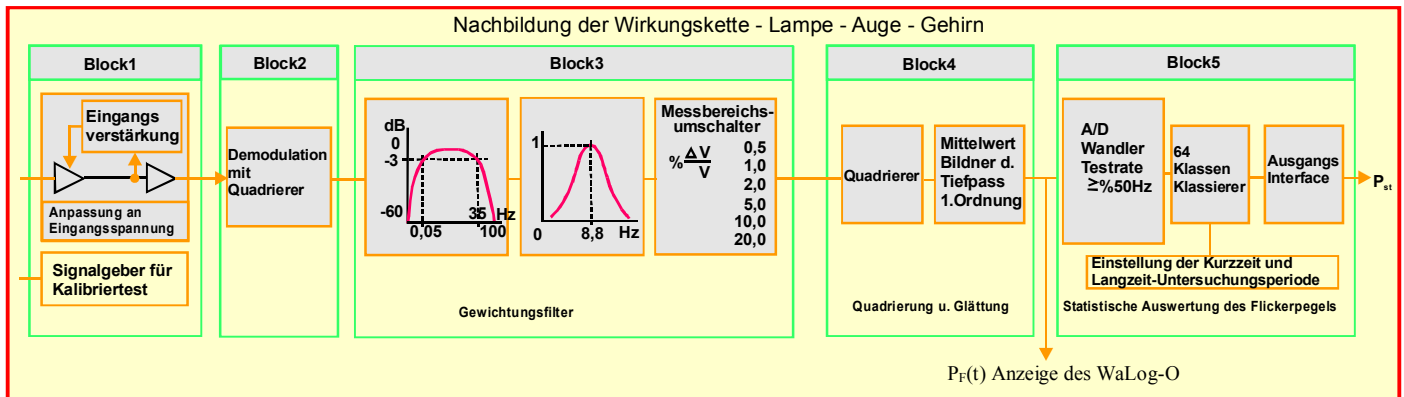 Nachbildung der Wirkungskette - Lampe - Auge - Gehirn
Block1
Eingangs
verstärkung
Anpassung an
Eingangsspannung
Signalgeber für
Kalibriertest
Block2
Demodulation
mit
Quadrierer
Block3
dB
0
-3
-60
0,05
35 Hz
100
1
0
8,8
Hz
Messbereichs-
umschalter
% ΔV/V
0,5
1,0
2,0
5,0
10,0
20,0
Gewichtungsfilter
Block4
Quadrierer
Mittelwert
Bildner d.
Tiefpass
1.Ordnung
Quadrierung u. Glättung
Block5
A/D
Wandler
Testrate
≥%50Hz
64
Klassen
Klassierer
Ausgangs
Interface
Pst
Einstellung der Kurzzeit und
Langzeit-Untersuchungsperiode
Statistische Auswertung des Flickerpegels
PF(t) Anzeige des WaLog-O